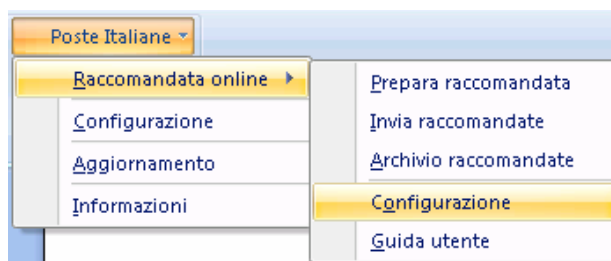 Poste Italiane
Raccomandata online
Configurazione
Aggiornamento
Informazioni
Prepara raccomandata
Invia raccomandate
Archivio raccomandate
Configurazione
Guida utente